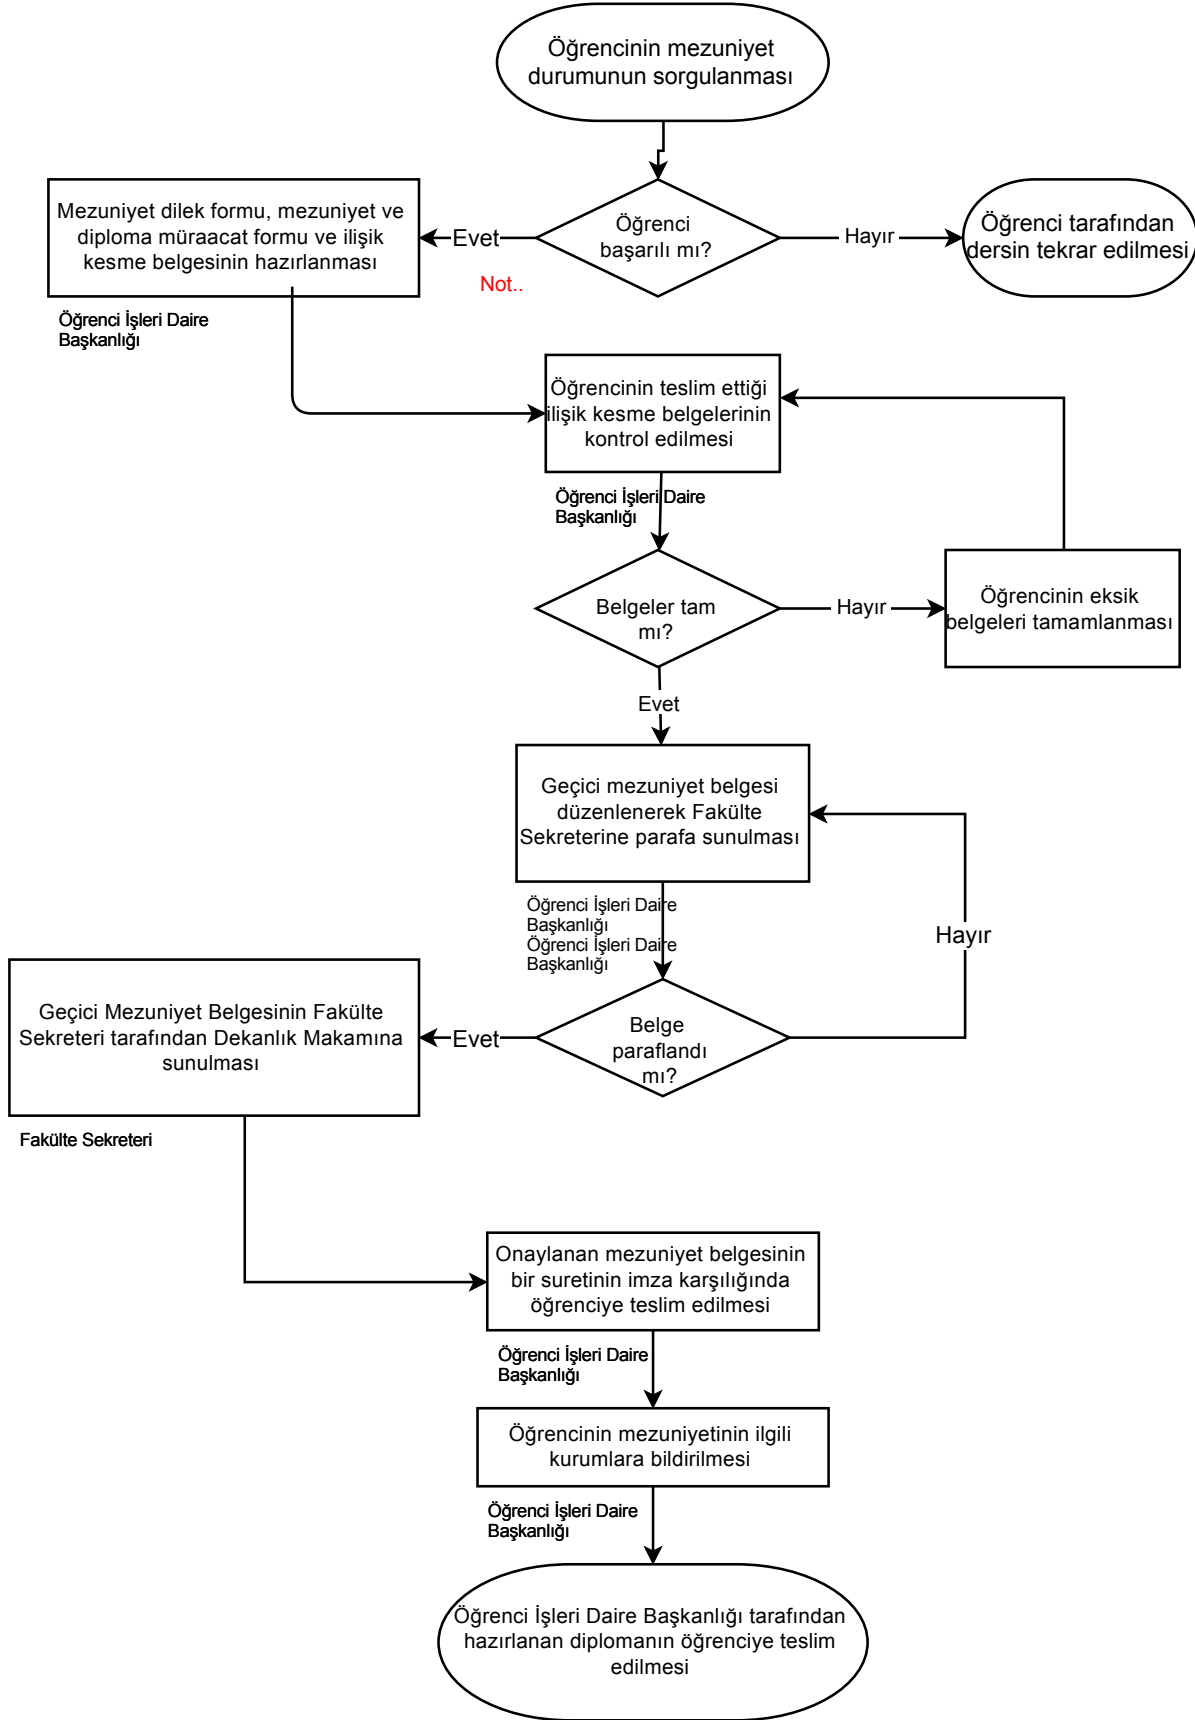 Öğrencinin mezuniyet
durumunun sorgulanması
Mezuniyet dilek formu, mezuniyet ve
diploma müraacat formu ve ilişik
kesme belgesinin hazırlanması
Evet
Öğrenci
başarılı mı?
Hayır
Öğrenci tarafından
dersin tekrar edilmesi
Not..
Öğrenci İşleri Daire
Başkanlığı
Öğrencinin teslim ettiği
ilişik kesme belgelerinin
kontrol edilmesi
Öğrenci İşleri Daire
Başkanlığı
Belgeler tam
mı?
Hayır
Öğrencinin eksik
belgeleri tamamlanması
Evet
Geçici mezuniyet belgesi
düzenlenerek Fakülte
Sekreterine parafa sunulması
Öğrenci İşleri Daire
Başkanlığı
Öğrenci İşleri Daire
Başkanlığı
Hayır
Geçici Mezuniyet Belgesinin Fakülte
Sekreteri tarafından Dekanlık Makamına
sunulması
Evet
Belge
paraflandı
mı?
Fakülte Sekreteri
Onaylanan mezuniyet belgesinin
bir suretinin imza karşılığında
öğrenciye teslim edilmesi
Öğrenci İşleri Daire
Başkanlığı
Öğrencinin mezuniyetinin ilgili
kurumlara bildirilmesi
Öğrenci İşleri Daire
Başkanlığı
Öğrenci İşleri Daire Başkanlığı tarafından
hazırlanan diplomanın öğrenciye teslim
edilmesi